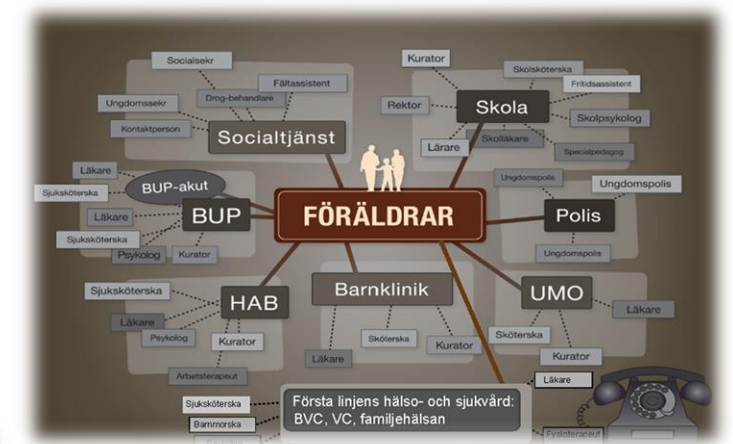 Socialsekr
Fältassistent
Drog-behandlare
Ungdomssekr
Kontaktperson
Socialtjänst
Kurator
Skolsköterska
Fritidsassistent
Rektor
Skola
Skolpsykolog
Lärare
Skolläkare
Specialpedagog
Läkare
BUP-akut
Sjuksköterska
Läkare
BUP
Sjuksköterska
Psykolog
Kurator
FÖRÄLDRAR
Ungdomspolis
Ungdomspolis
Polis
Ungdomspolis
Sjuksköterska
HAB
Läkare
Psykolog
Kurator
Arbetsterapeut
Barnklinik
Sköterska
Kurator
Läkare
UMO
Läkare
Sköterska
Kurator
Läkare
Sjuksköterska
Barnmorska
Första linjens hälso- och sjukvård:
BVC, VC, familjehälsan
Fysioterapeut